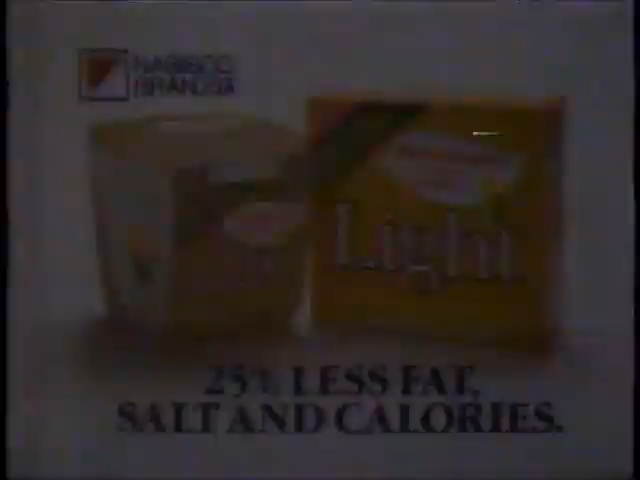 NABISCO
BRANDS
Light
25% LESS FAT,
SALT AND CALORIES.